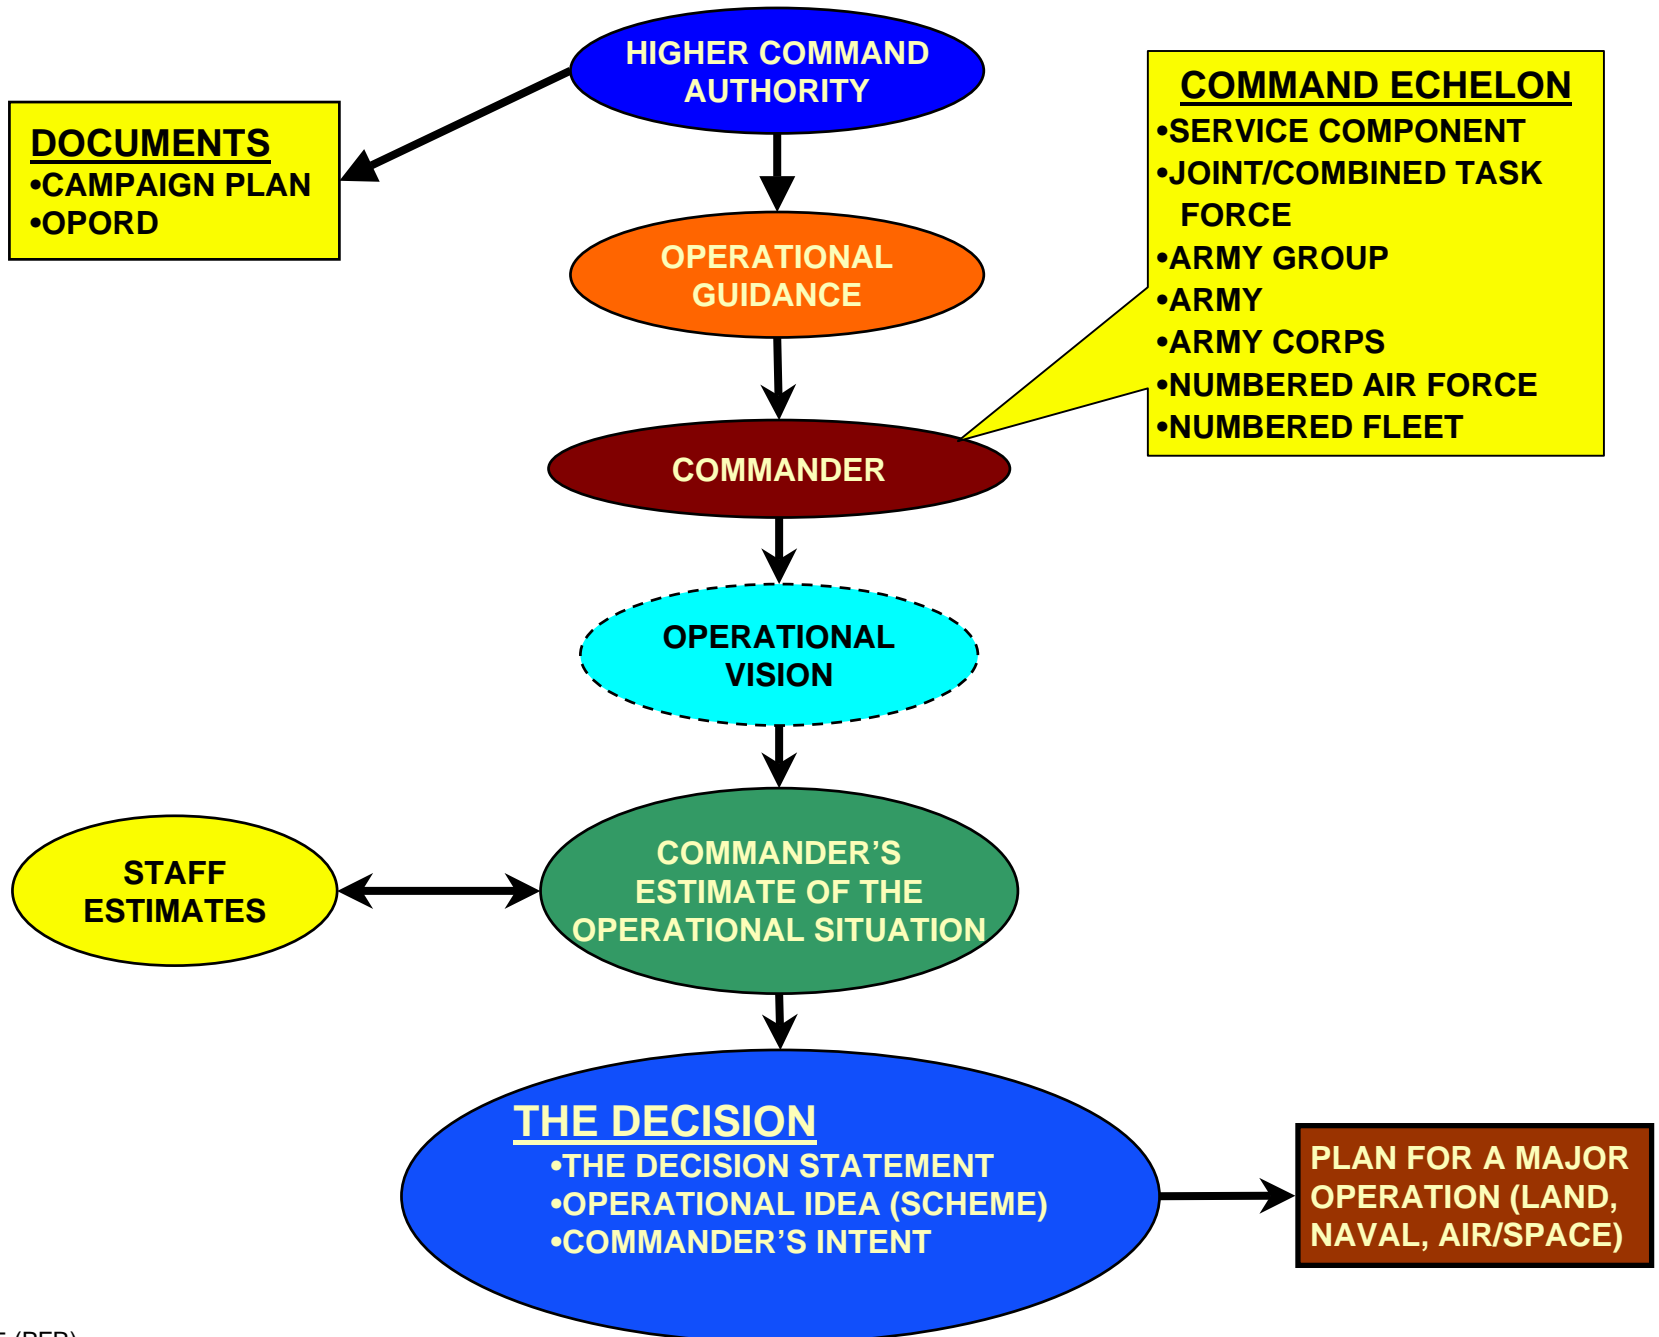 HIGHER COMMAND
AUTHORITY
DOCUMENTS
•CAMPAIGN PLAN
•OPORD
COMMAND ECHELON
•SERVICE COMPONENT
•JOINT/COMBINED TASK
FORCE
•ARMY GROUP
•ARMY
•ARMY CORPS
•NUMBERED AIR FORCE
•NUMBERED FLEET
OPERATIONAL
GUIDANCE
COMMANDER
OPERATIONAL
VISION
STAFF
ESTIMATES
COMMANDER’S
ESTIMATE OF THE
OPERATIONAL SITUATION
THE DECISION
•THE DECISION STATEMENT
•OPERATIONAL IDEA (SCHEME)
•COMMANDER’S INTENT
PLAN FOR A MAJOR
OPERATION (LAND,
NAVAL, AIR/SPACE)